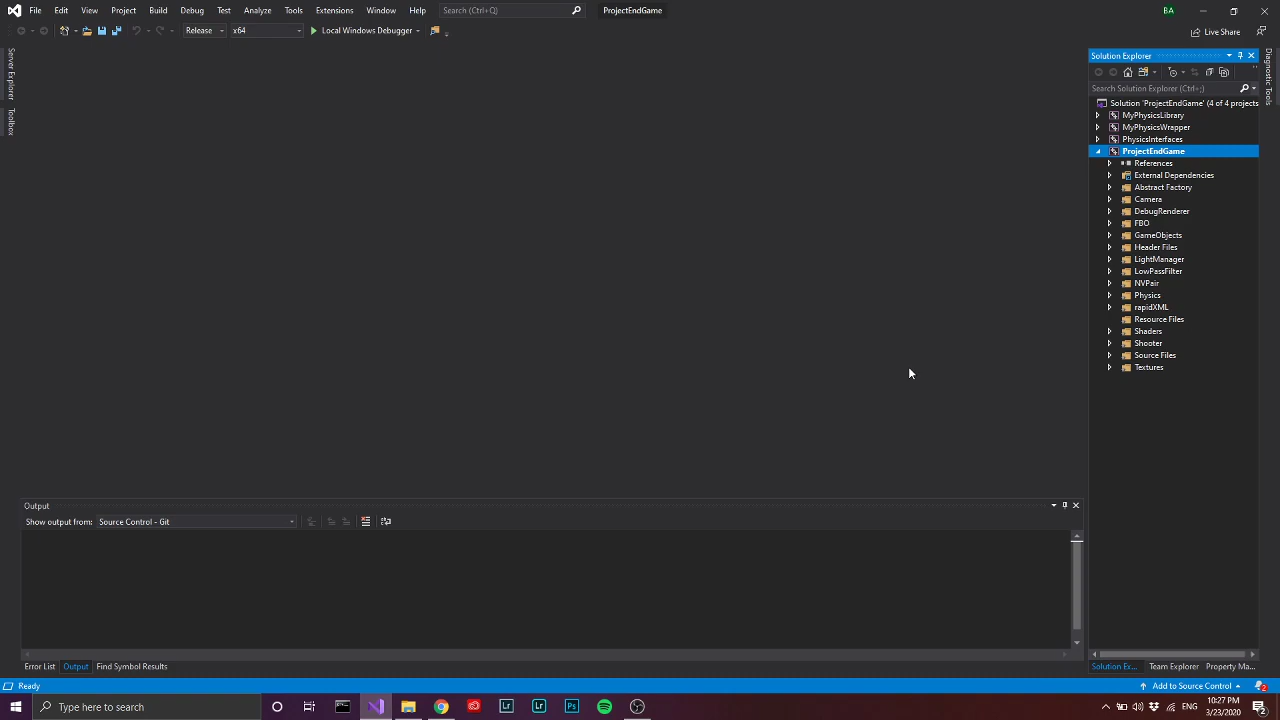 File Edit View Project Build Debug Test Analyze Tools Extensions Window Help Search (Ctrl+Q) ProjectEndGame BA
Release x64 Local Windows Debugger Live Share
Server Explorer
Toolbox
Solution Explorer
Search Solution Explorer (Ctrl+;)
Solution 'ProjectEndGame' (4 of 4 projects
MyPhysicsLibrary
MyPhysicsWrapper
PhysicsInterfaces
ProjectEndGame
References
External Dependencies
Abstract Factory
Camera
DebugRenderer
FBO
GameObjects
Header Files
LightManager
LowPassFilter
NVPair
Physics
rapidXML
Resource Files
Shaders
Shooter
Source Files
Textures
Diagnostic Tools
Output
Show output from: Source Control - Git
Error List Output Find Symbol Results
Solution Ex... Team Explorer Property Ma...
Ready Add to Source Control 2
Type here to search Lr Lr Ps ENG 10:27 PM
3/23/2020 2